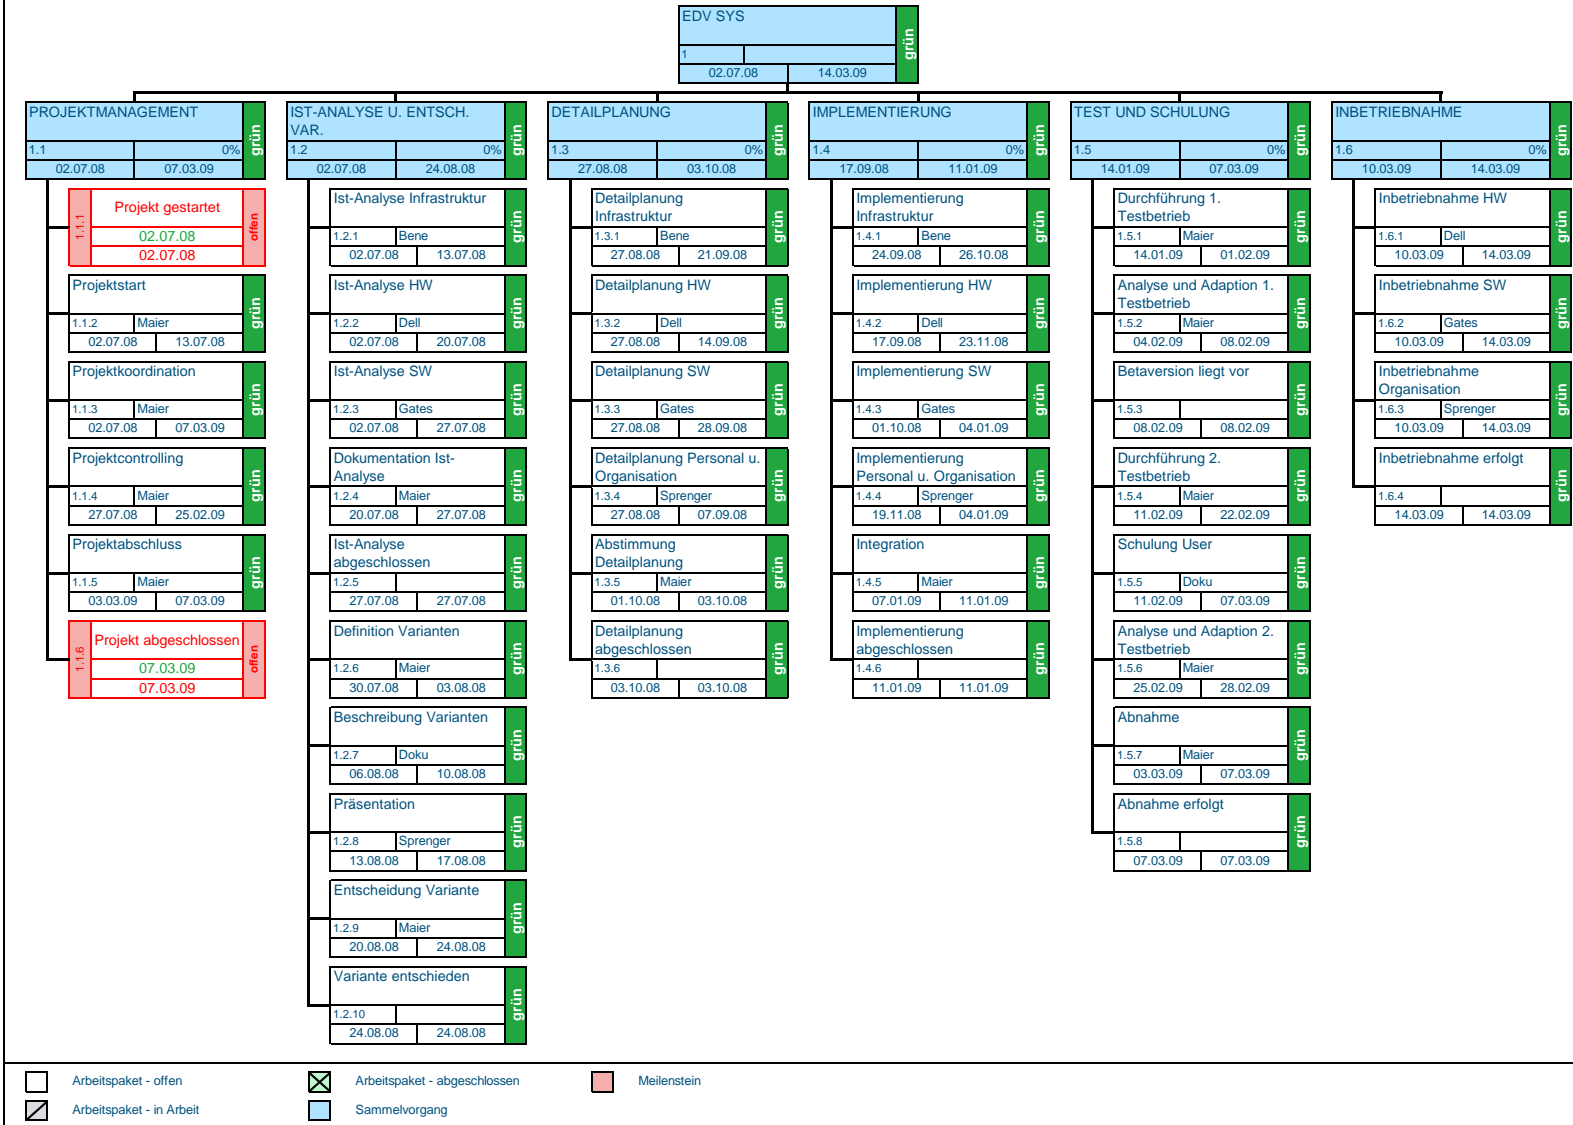 EDV SYS
grün
1
02.07.08 14.03.09
PROJEKTMANAGEMENT
grün
1.1 0%
02.07.08 07.03.09
1.1.1
Projekt gestartet
offen
02.07.08
02.07.08
Projektstart
grün
1.1.2 Maier
02.07.08 13.07.08
Projektkoordination
grün
1.1.3 Maier
02.07.08 07.03.09
Projektcontrolling
grün
1.1.4 Maier
27.07.08 25.02.09
Projektabschluss
grün
1.1.5 Maier
03.03.09 07.03.09
1.1.6
Projekt abgeschlossen
offen
07.03.09
07.03.09
IST-ANALYSE U. ENTSCH.
VAR.
grün
1.2 0%
02.07.08 24.08.08
Ist-Analyse Infrastruktur
grün
1.2.1 Bene
02.07.08 13.07.08
Ist-Analyse HW
grün
1.2.2 Dell
02.07.08 20.07.08
Ist-Analyse SW
grün
1.2.3 Gates
02.07.08 27.07.08
Dokumentation Ist-
Analyse
grün
1.2.4 Maier
20.07.08 27.07.08
Ist-Analyse
abgeschlossen
grün
1.2.5
27.07.08 27.07.08
Definition Varianten
grün
1.2.6 Maier
30.07.08 03.08.08
Beschreibung Varianten
grün
1.2.7 Doku
06.08.08 10.08.08
Präsentation
grün
1.2.8 Sprenger
13.08.08 17.08.08
Entscheidung Variante
grün
1.2.9 Maier
20.08.08 24.08.08
Variante entschieden
grün
1.2.10
24.08.08 24.08.08
DETAILPLANUNG
grün
1.3 0%
27.08.08 03.10.08
Detailplanung
Infrastruktur
grün
1.3.1 Bene
27.08.08 21.09.08
Detailplanung HW
grün
1.3.2 Dell
27.08.08 14.09.08
Detailplanung SW
grün
1.3.3 Gates
27.08.08 28.09.08
Detailplanung Personal u.
Organisation
grün
1.3.4 Sprenger
27.08.08 07.09.08
Abstimmung
Detailplanung
grün
1.3.5 Maier
01.10.08 03.10.08
Detailplanung
abgeschlossen
grün
1.3.6
03.10.08 03.10.08
IMPLEMENTIERUNG
grün
1.4 0%
17.09.08 11.01.09
Implementierung
Infrastruktur
grün
1.4.1 Bene
24.09.08 26.10.08
Implementierung HW
grün
1.4.2 Dell
17.09.08 23.11.08
Implementierung SW
grün
1.4.3 Gates
01.10.08 04.01.09
Implementierung
Personal u. Organisation
grün
1.4.4 Sprenger
19.11.08 04.01.09
Integration
grün
1.4.5 Maier
07.01.09 11.01.09
Implementierung
abgeschlossen
grün
1.4.6
11.01.09 11.01.09
TEST UND SCHULUNG
grün
1.5 0%
14.01.09 07.03.09
Durchführung 1.
Testbetrieb
grün
1.5.1 Maier
14.01.09 01.02.09
Analyse und Adaption 1.
Testbetrieb
grün
1.5.2 Maier
04.02.09 08.02.09
Betaversion liegt vor
grün
1.5.3
08.02.09 08.02.09
Durchführung 2.
Testbetrieb
grün
1.5.4 Maier
11.02.09 22.02.09
Schulung User
grün
1.5.5 Doku
11.02.09 07.03.09
Analyse und Adaption 2.
Testbetrieb
grün
1.5.6 Maier
25.02.09 28.02.09
Abnahme
grün
1.5.7 Maier
03.03.09 07.03.09
Abnahme erfolgt
grün
1.5.8
07.03.09 07.03.09
INBETRIEBNAHME
grün
1.6 0%
10.03.09 14.03.09
Inbetriebnahme HW
grün
1.6.1 Dell
10.03.09 14.03.09
Inbetriebnahme SW
grün
1.6.2 Gates
10.03.09 14.03.09
Inbetriebnahme
Organisation
grün
1.6.3 Sprenger
10.03.09 14.03.09
Inbetriebnahme erfolgt
grün
1.6.4
14.03.09 14.03.09
Arbeitspaket - offen
Arbeitspaket - abgeschlossen
Meilenstein
Arbeitspaket - in Arbeit
Sammelvorgang